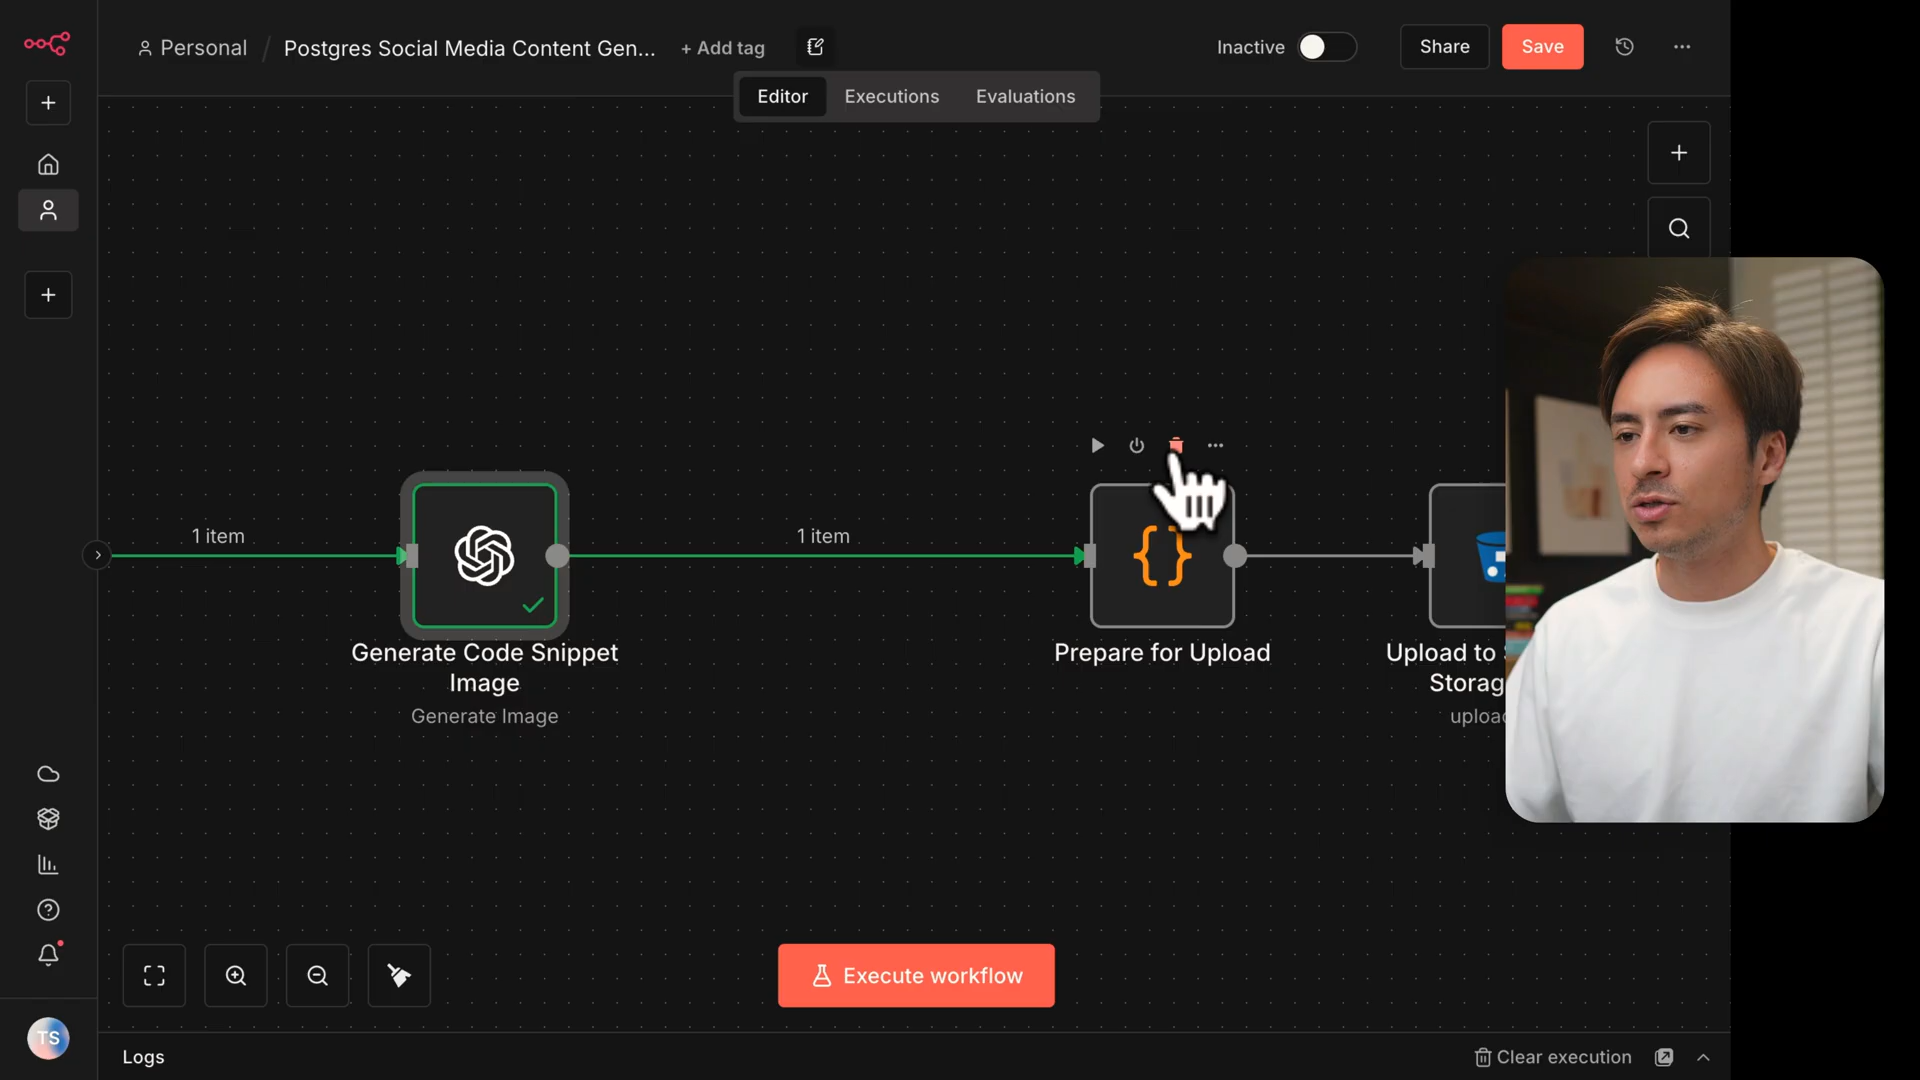 Personal / Postgres Social Media Content Gen... + Add tag
Inactive
Share
Save
Editor
Executions
Evaluations
1 item
1 item
Generate Code Snippet
Image
Generate Image
Prepare for Upload
Upload to
Storag
upload
TS
Execute workflow
Logs
Clear execution